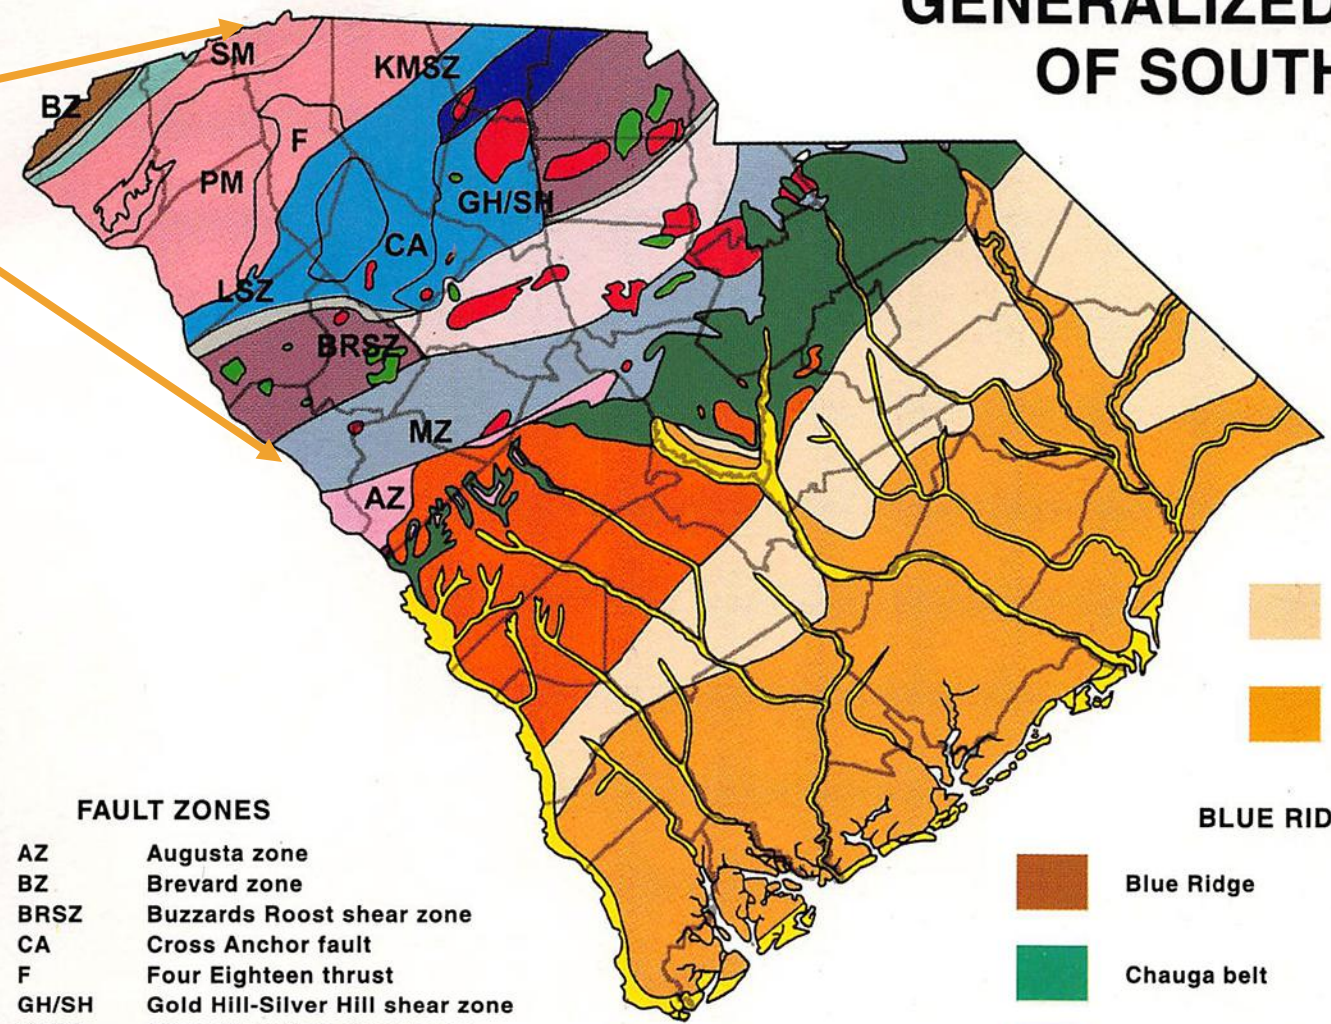 GENERALIZED
OF SOUTH
SM
KMSZ
BZ
F
PM
GH/SH
CA
LSZ
BRSZ
MZ
AZ
FAULT ZONES
AZ Augusta zone
BZ Brevard zone
BRSZ Buzzards Roost shear zone
CA Cross Anchor fault
F Four Eighteen thrust
GH/SH Gold Hill-Silver Hill shear zone
BLUE RID
Blue Ridge
Chauga belt